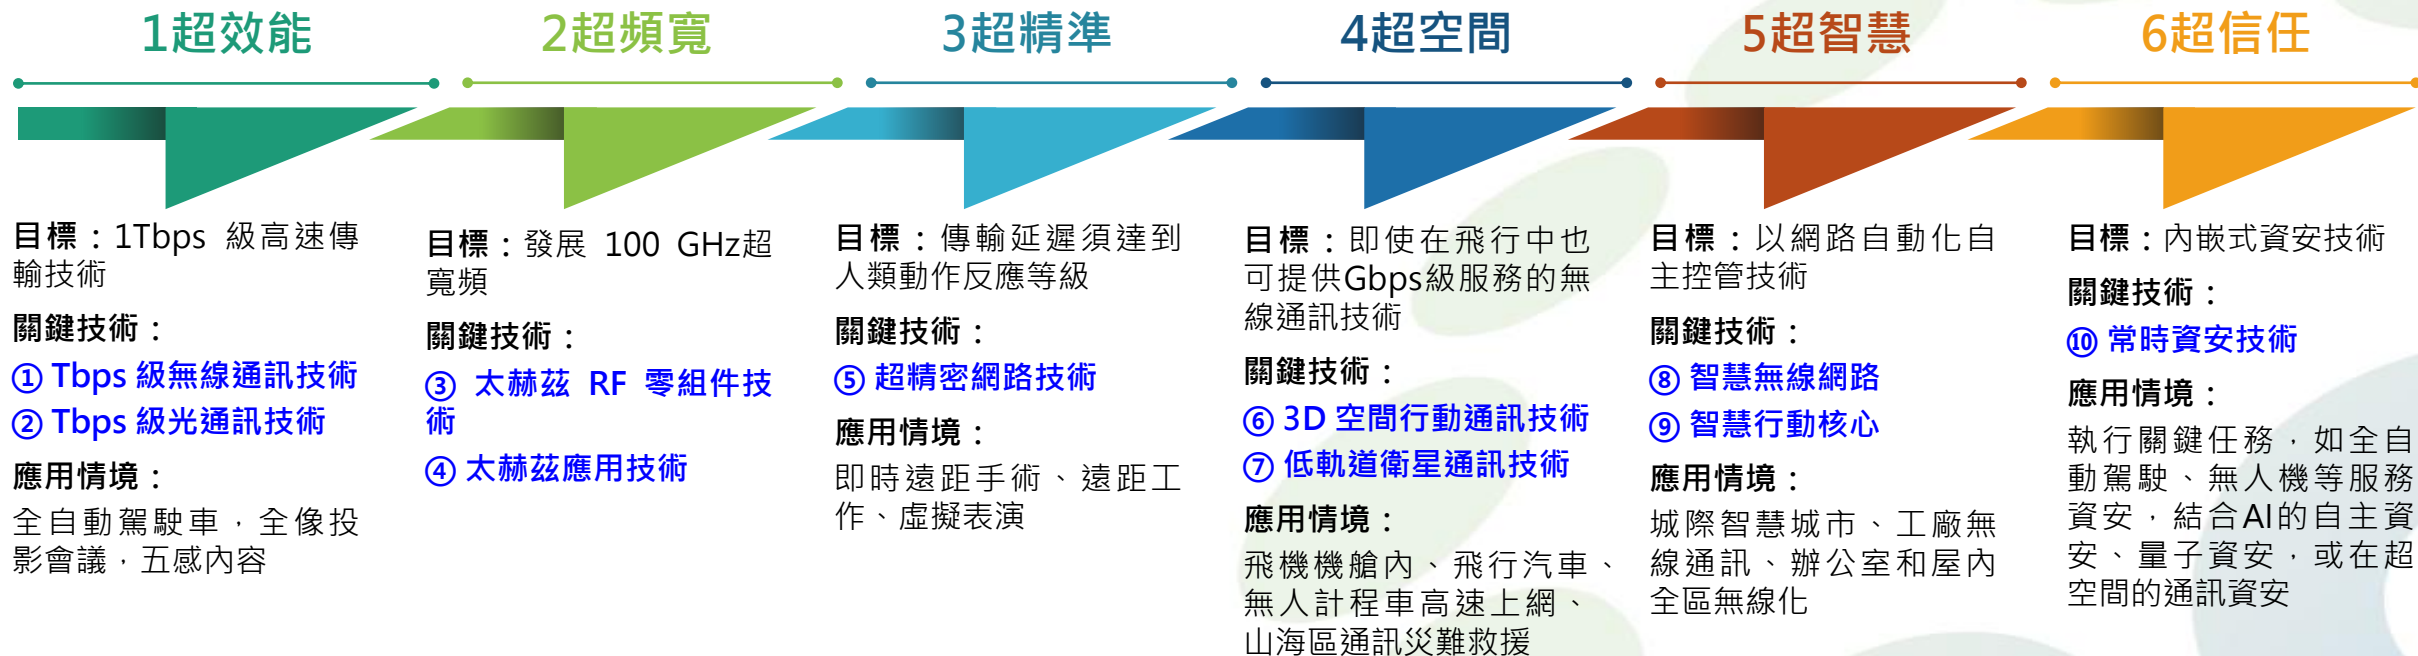 1超效能
目標：1Tbps 級高速傳
輸技術
關鍵技術：
① Tbps 級無線通訊技術
② Tbps 級光通訊技術
應用情境：
全自動駕駛車，全像投
影會議，五感內容
2超頻寬
目標：發展 100 GHz超
寬頻
關鍵技術：
③ 太赫茲 RF 零組件技
術
④ 太赫茲應用技術
3超精準
目標：傳輸延遲須達到
人類動作反應等級
關鍵技術：
⑤ 超精密網路技術
應用情境：
即時遠距手術、遠距工
作、虛擬表演
4超空間
目標：即使在飛行中也
可提供Gbps級服務的無
線通訊技術
關鍵技術：
⑥ 3D 空間行動通訊技術
⑦ 低軌道衛星通訊技術
應用情境：
飛機機艙內、飛行汽車、
無人計程車高速上網、
山海區通訊災難救援
5超智慧
目標：以網路自動化自
主控管技術
關鍵技術：
⑧ 智慧無線網路
⑨ 智慧行動核心
應用情境：
城際智慧城市、工廠無
線通訊、辦公室和屋內
全區無線化
6超信任
目標：內嵌式資安技術
關鍵技術：
⑩ 常時資安技術
應用情境：
執行關鍵任務，如全自
動駕駛、無人機等服務
資安，結合AI的自主資
安、量子資安，或在超
空間的通訊資安